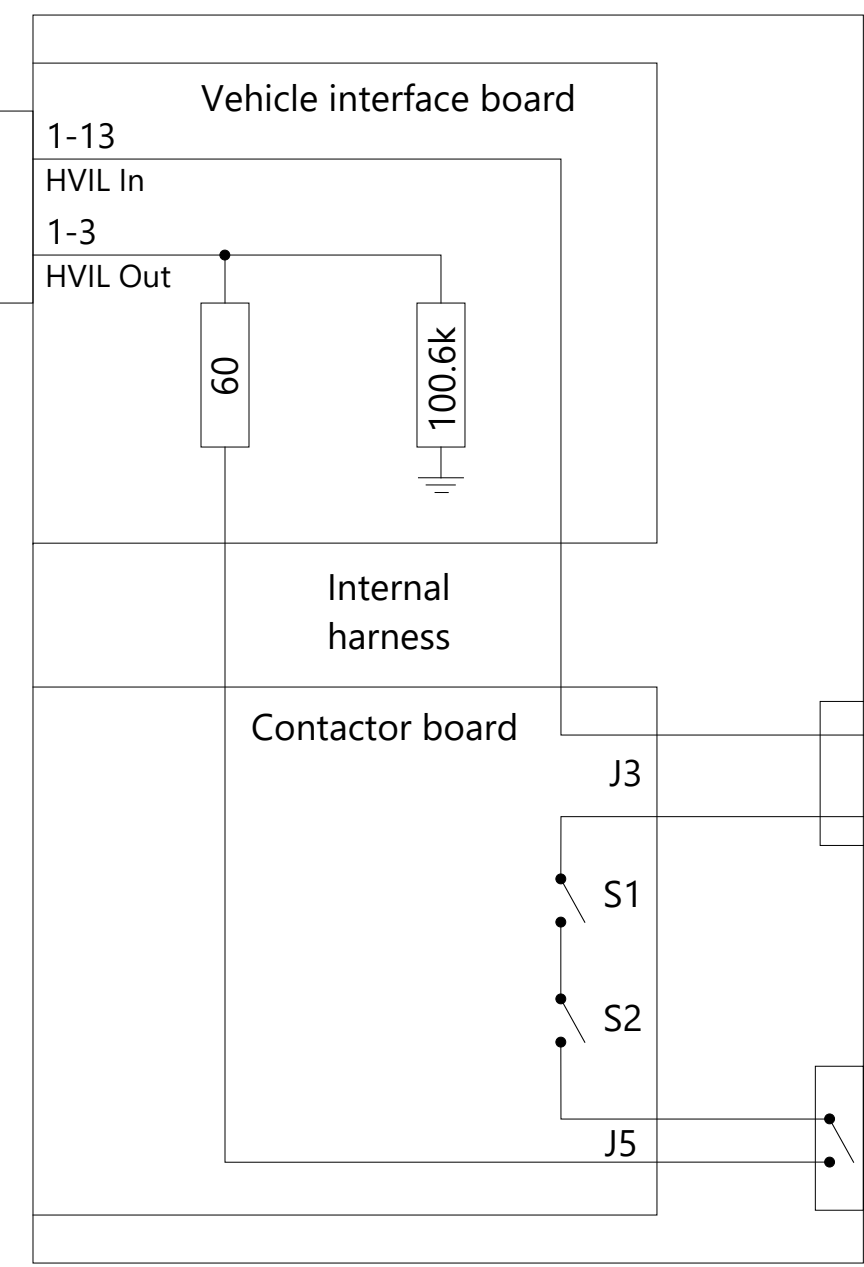 Vehicle interface board
1-13
HVIL In
1-3
HVIL Out
60
100.6k
Internal
harness
Contactor board
J3
S1
S2
J5